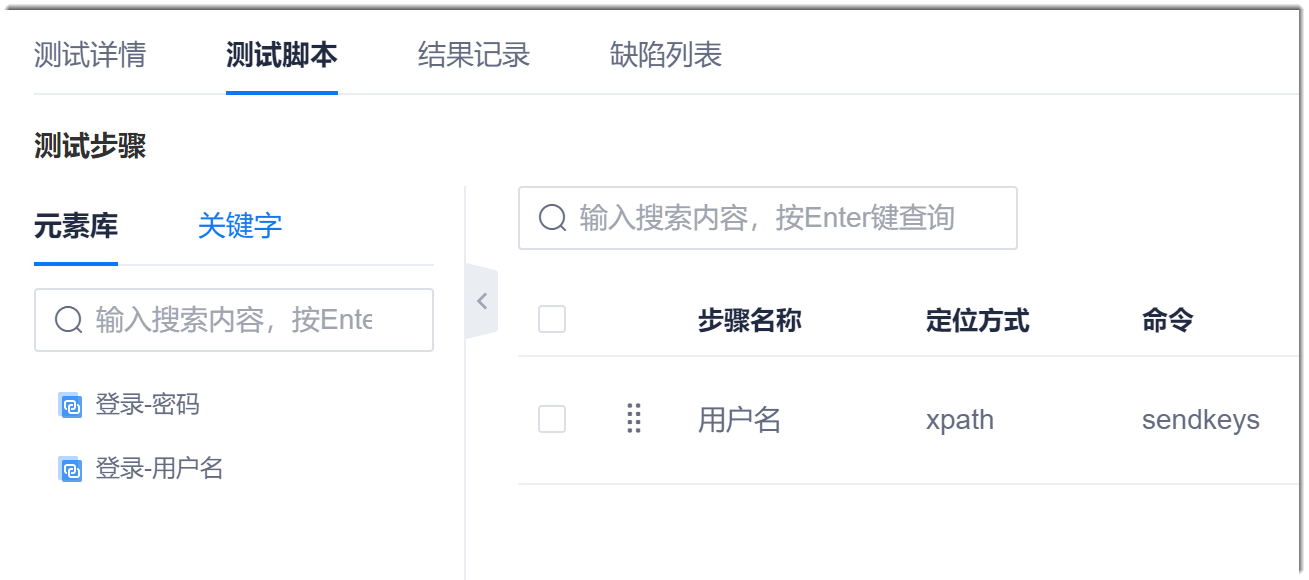 测试详情 测试脚本 结果记录 缺陷列表
测试步骤
元素库 关键字
输入搜索内容，按Ente
登录-密码
登录-用户名
输入搜索内容，按Enter键查询
步骤名称 定位方式 命令
用户名 xpath sendkeys